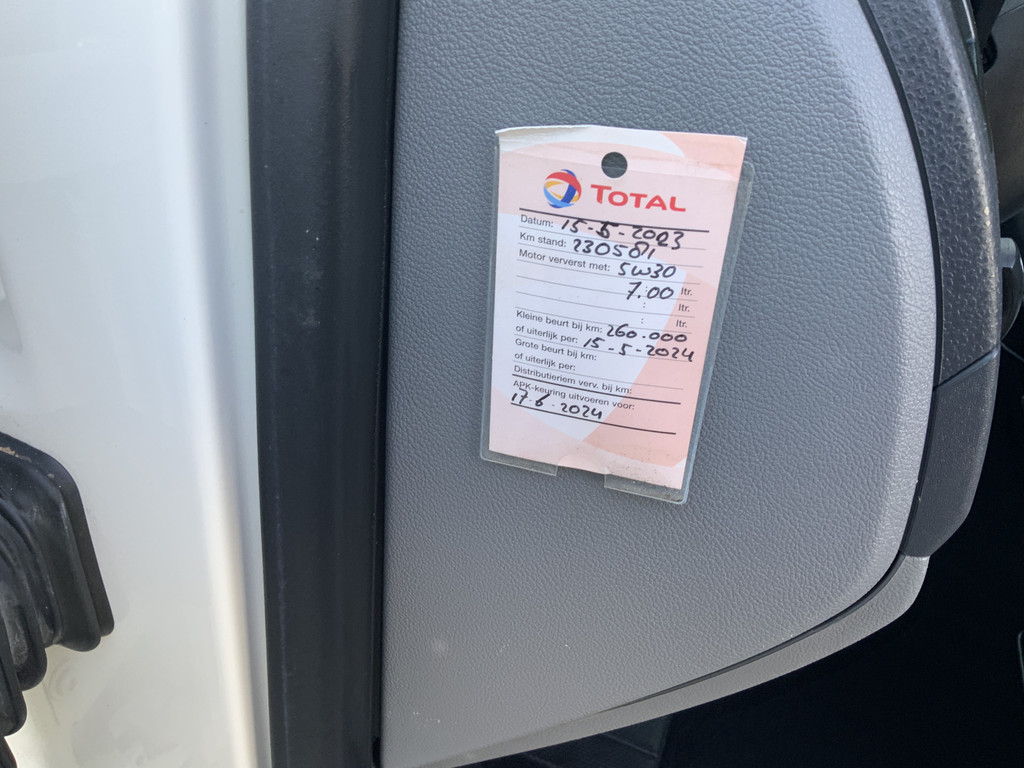 TOTAL
Datum: 15-5-2023
Km stand: 230581
Motor ververst met: 5W30
7.00 ltr.
: ltr.
: ltr.
Kleine beurt bij km: 260.000
of uiterlijk per: 15-5-2024
Grote beurt bij km:
of uiterlijk per:
Distributieriem verv. bij km:
APK-keuring uitvoeren voor:
17-6-2024